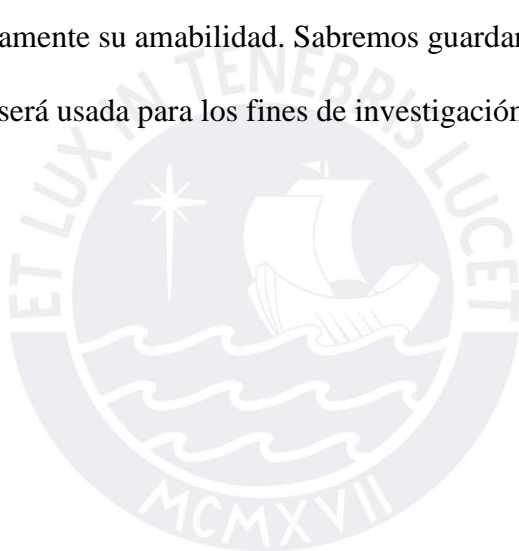 amente su amabilidad. Sabremos guardar
será usada para los fines de investigación
ET LUX IN TENEBRIS LUCET
MCMXVII